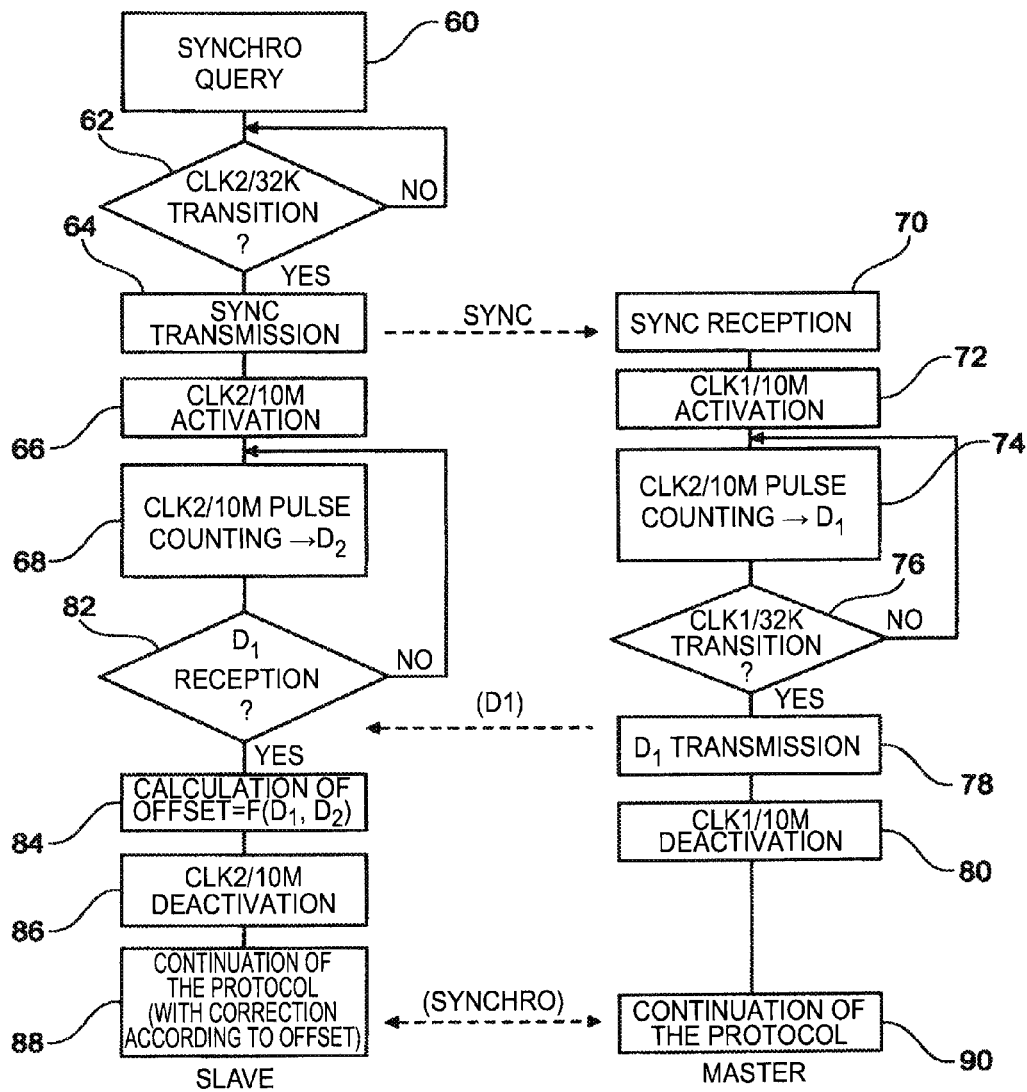 60
SYNCHRO
QUERY
62
CLK2/32K
TRANSITION
?
NO
YES
64
SYNC
TRANSMISSION
SYNC
CLK2/10M
ACTIVATION
66
CLK2/10M PULSE
COUNTING →D2
68
82
D1
RECEPTION
?
NO
YES
(D1)
CALCULATION OF
OFFSET=F(D1, D2)
84
CLK2/10M
DEACTIVATION
86
CONTINUATION OF
THE PROTOCOL
(WITH CORRECTION
ACCORDING TO OFFSET)
88
SLAVE
(SYNCHRO)
70
SYNC RECEPTION
72
CLK1/10M
ACTIVATION
74
CLK2/10M PULSE
COUNTING → D1
76
CLK1/32K
TRANSITION
?
NO
YES
D1 TRANSMISSION
78
CLK1/10M
DEACTIVATION
80
CONTINUATION OF
THE PROTOCOL
90
MASTER